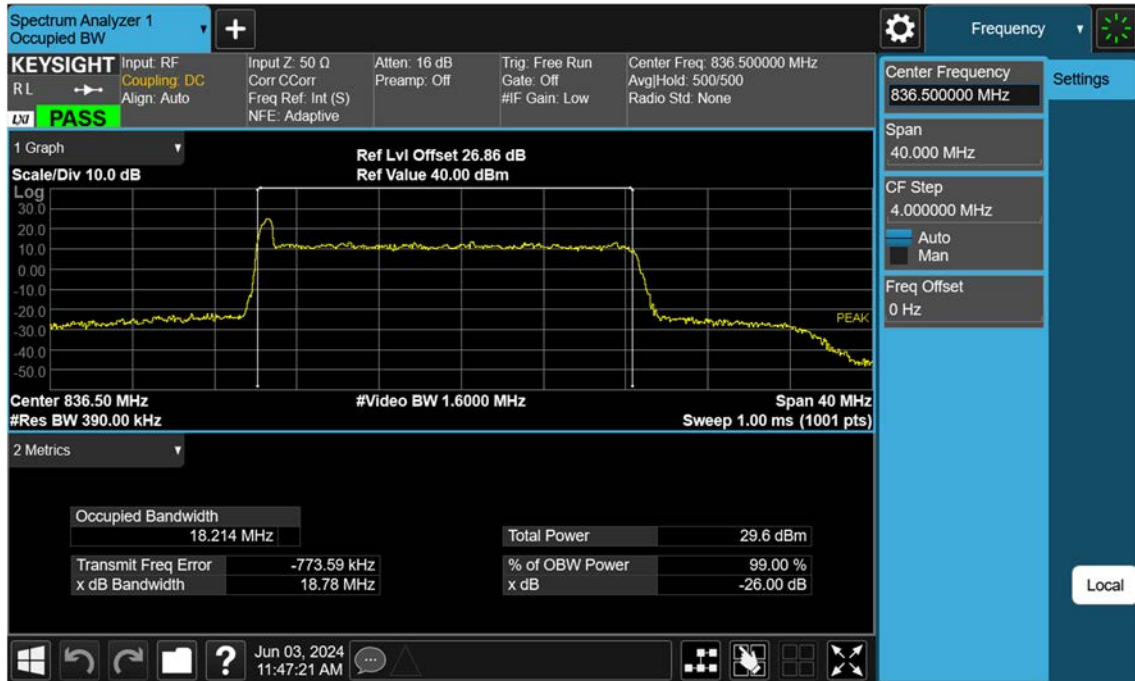 Spectrum Analyzer 1
Occupied BW
+
Frequency
KEYSIGHT
R L
LXI PASS
Input: RF
Coupling: DC
Align: Auto
Input Z: 50 Ω
Corr CCorr
Freq Ref: Int (S)
NFE: Adaptive
Atten: 16 dB
Preamp: Off
Trig: Free Run
Gate: Off
#IF Gain: Low
Center Freq: 836.500000 MHz
Avg|Hold: 500/500
Radio Std: None
Center Frequency
836.500000 MHz
Settings
Span
40.000 MHz
CF Step
4.000000 MHz
Auto
Man
Freq Offset
0 Hz
Local
1 Graph
Scale/Div 10.0 dB
Ref Lvl Offset 26.86 dB
Ref Value 40.00 dBm
Log
30.0
20.0
10.0
0.00
-10.0
-20.0
-30.0
-40.0
-50.0
PEAK
Center 836.50 MHz
#Video BW 1.6000 MHz
Span 40 MHz
#Res BW 390.00 kHz
Sweep 1.00 ms (1001 pts)
2 Metrics
Occupied Bandwidth
18.214 MHz
Total Power 29.6 dBm
Transmit Freq Error -773.59 kHz
% of OBW Power 99.00 %
x dB Bandwidth 18.78 MHz
x dB -26.00 dB
?
Jun 03, 2024
11:47:21 AM